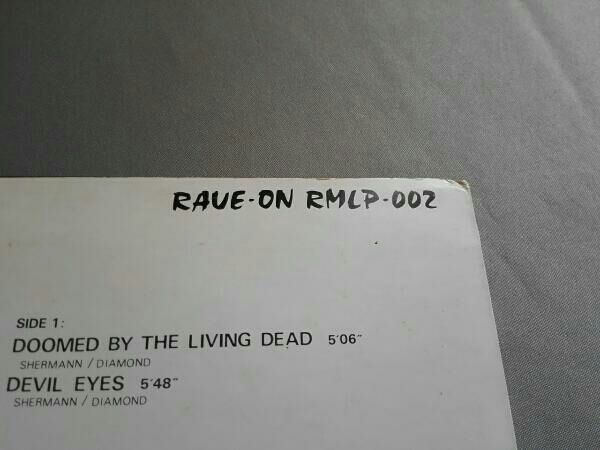 RAVE-ON RMLP-002
SIDE 1:
DOOMED BY THE LIVING DEAD 5'06"
SHERMANN / DIAMOND
DEVIL EYES 5'48"
SHERMANN / DIAMOND